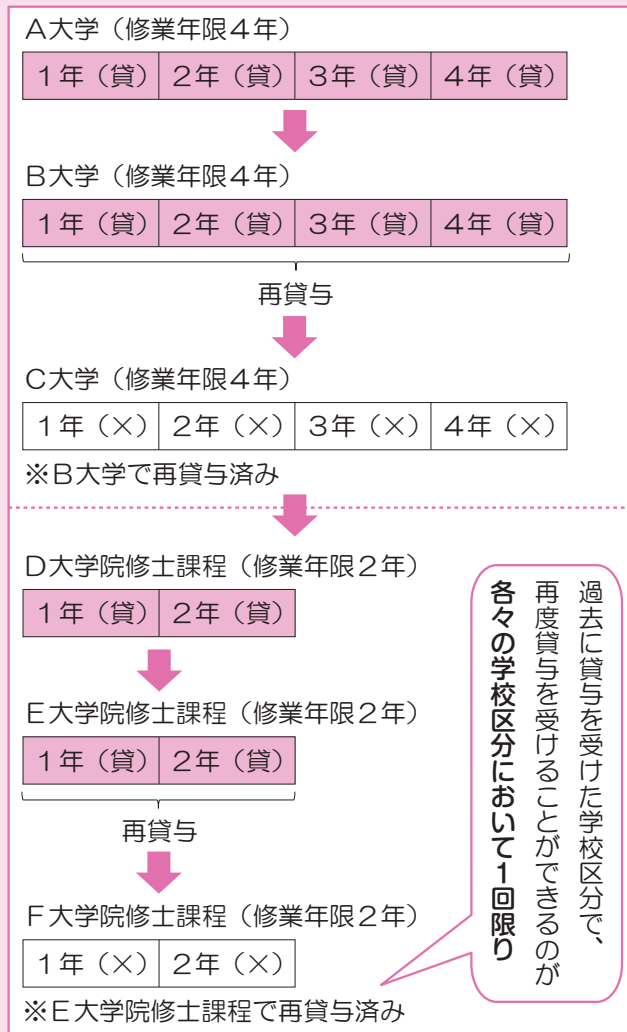 A大学（修業年限4年）
1年（貸） 2年（貸） 3年（貸） 4年（貸）
B大学（修業年限4年）
1年（貸） 2年（貸） 3年（貸） 4年（貸）
再貸与
C大学（修業年限4年）
1年（×） 2年（×） 3年（×） 4年（×）
※B大学で再貸与済み
D大学院修士課程（修業年限2年）
1年（貸） 2年（貸）
E大学院修士課程（修業年限2年）
1年（貸） 2年（貸）
再貸与
F大学院修士課程（修業年限2年）
1年（×） 2年（×）
※E大学院修士課程で再貸与済み
過去に貸与を受けた学校区分で、
再度貸与を受けることができるのが
各々の学校区分において1回限り